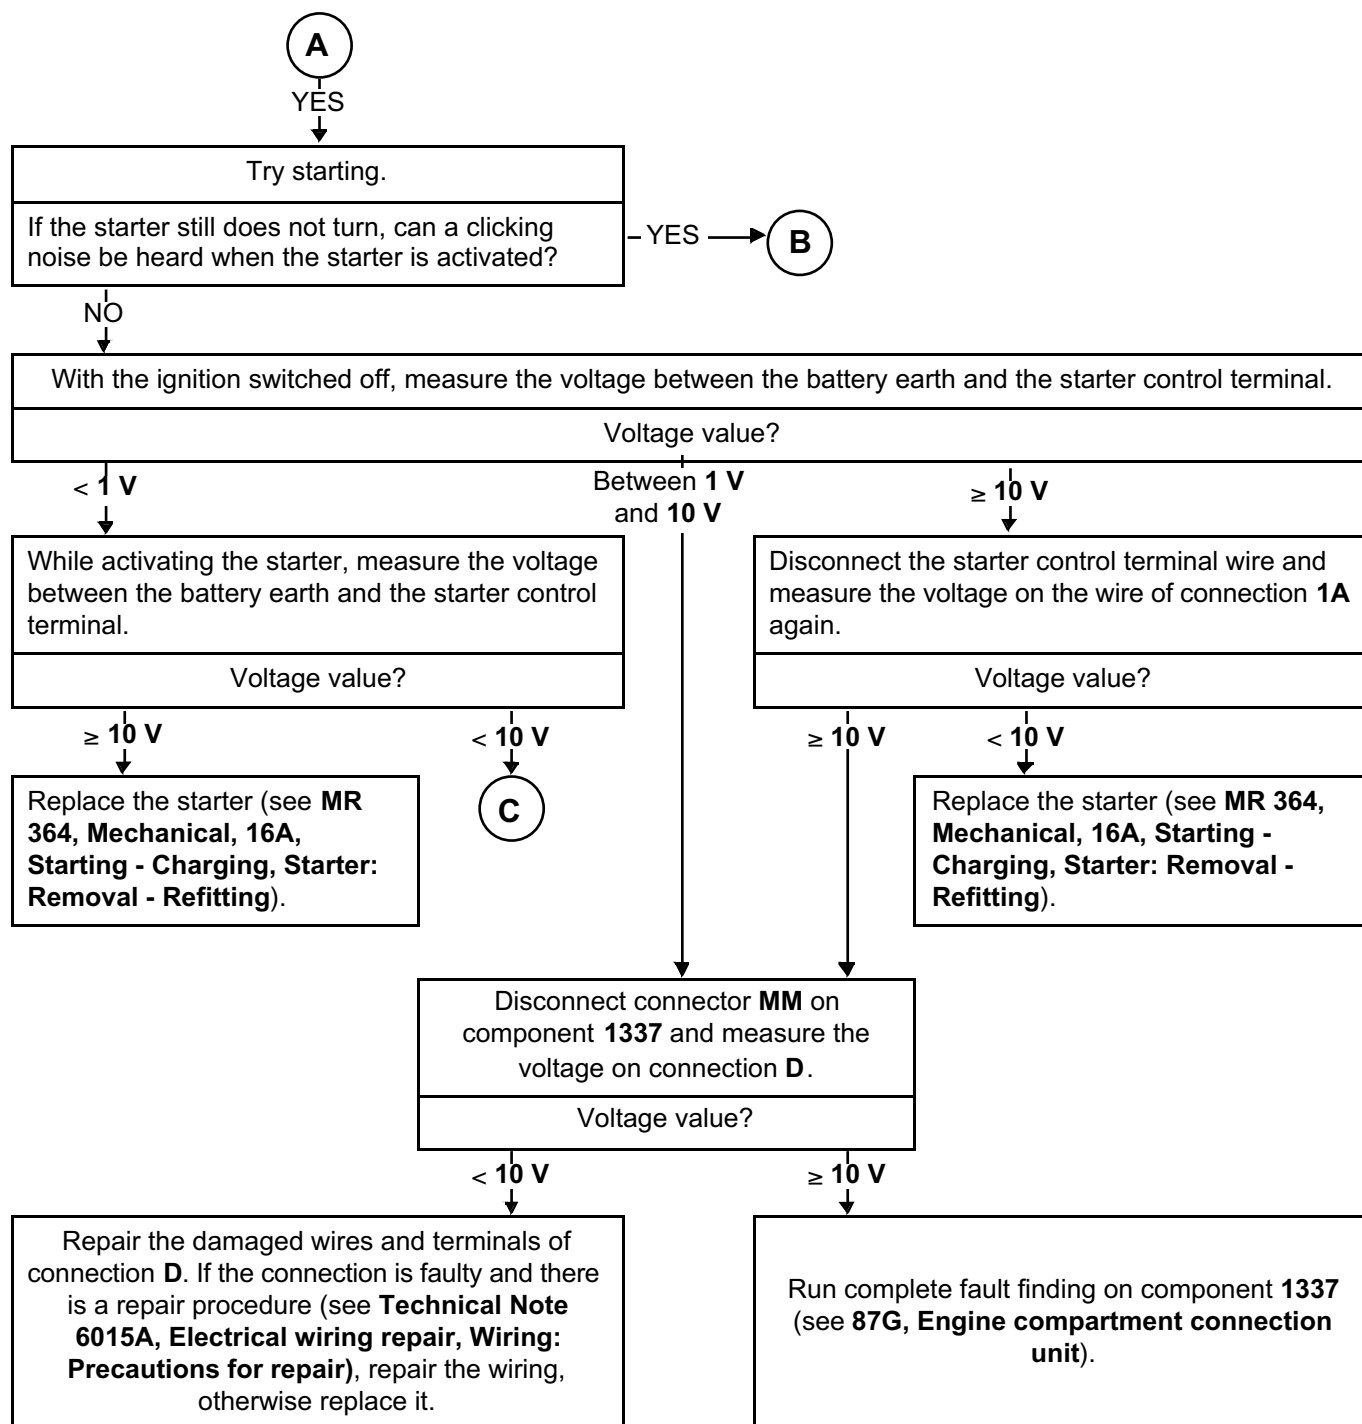 A
YES
Try starting.
If the starter still does not turn, can a clicking
noise be heard when the starter is activated?
YES
B
NO
With the ignition switched off, measure the voltage between the battery earth and the starter control terminal.
Voltage value?
< 1 V
Between 1 V
and 10 V
≥ 10 V
While activating the starter, measure the voltage
between the battery earth and the starter control
terminal.
Voltage value?
Disconnect the starter control terminal wire and
measure the voltage on the wire of connection 1A
again.
Voltage value?
≥ 10 V
< 10 V
≥ 10 V
< 10 V
Replace the starter (see MR
364, Mechanical, 16A,
Starting - Charging, Starter:
Removal - Refitting).
C
Replace the starter (see MR 364,
Mechanical, 16A, Starting -
Charging, Starter: Removal -
Refitting).
Disconnect connector MM on
component 1337 and measure the
voltage on connection D.
Voltage value?
< 10 V
≥ 10 V
Repair the damaged wires and terminals of
connection D. If the connection is faulty and there
is a repair procedure (see Technical Note
6015A, Electrical wiring repair, Wiring:
Precautions for repair), repair the wiring,
otherwise replace it.
Run complete fault finding on component 1337
(see 87G, Engine compartment connection
unit).